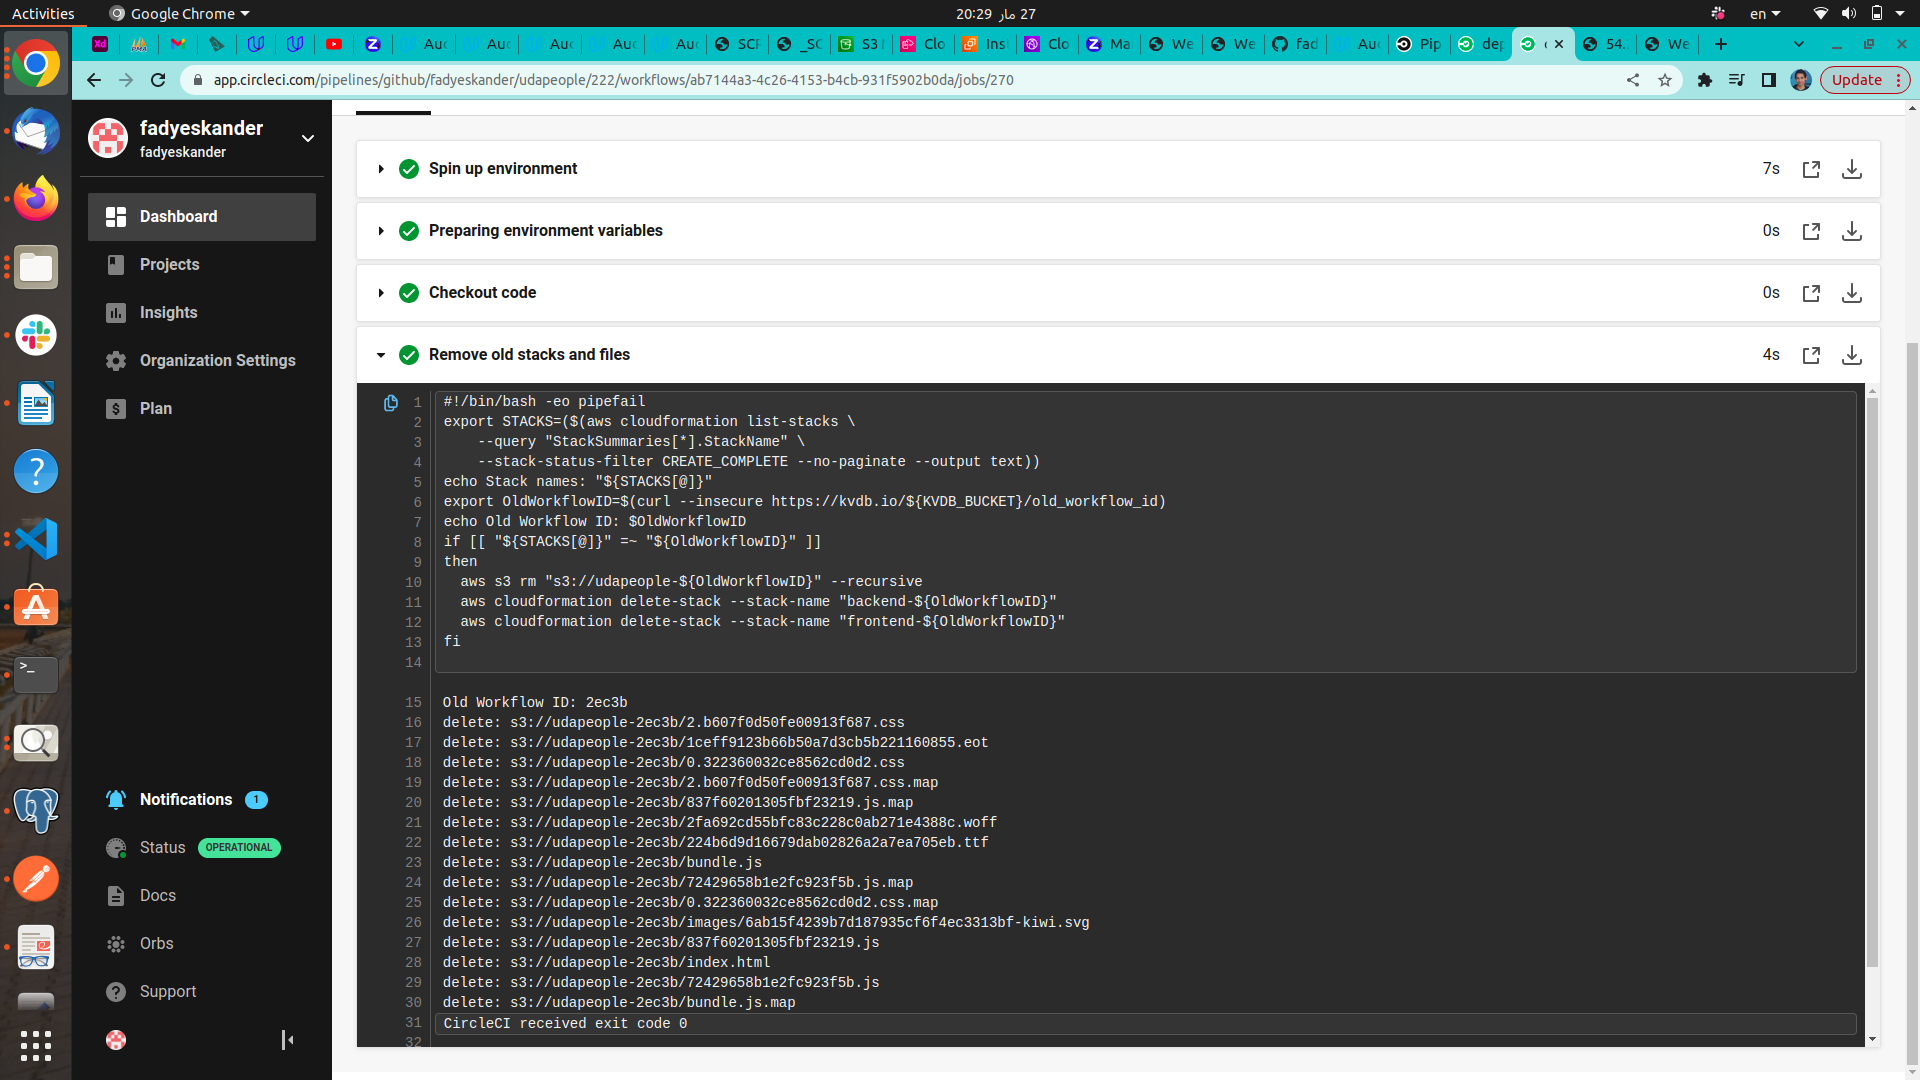 Activities
Google Chrome
27 مار 20:29
en
Xd
PMA
Auc
Auc
Auc
Auc
Auc
SCF
_SC
S3 I
Clo
Ins
Clo
Ma
We
We
fad
Auc
Pip
dep
54.
We
app.circleci.com/pipelines/github/fadyeskander/udapeople/222/workflows/ab7144a3-4c26-4153-b4cb-931f5902b0da/jobs/270
Update
fadyeskander
fadyeskander
Dashboard
Projects
Insights
Organization Settings
Plan
Notifications 1
Status OPERATIONAL
Docs
Orbs
Support
Spin up environment 7s
Preparing environment variables 0s
Checkout code 0s
Remove old stacks and files 4s
1 #!/bin/bash -eo pipefail
2 export STACKS=($(aws cloudformation list-stacks \
3 --query "StackSummaries[*].StackName" \
4 --stack-status-filter CREATE_COMPLETE --no-paginate --output text))
5 echo Stack names: "${STACKS[@]}"
6 export OldWorkflowID=$(curl --insecure https://kvdb.io/${KVDB_BUCKET}/old_workflow_id)
7 echo Old Workflow ID: $OldWorkflowID
8 if [[ "${STACKS[@]}" =~ "${OldWorkflowID}" ]]
9 then
10 aws s3 rm "s3://udapeople-${OldWorkflowID}" --recursive
11 aws cloudformation delete-stack --stack-name "backend-${OldWorkflowID}"
12 aws cloudformation delete-stack --stack-name "frontend-${OldWorkflowID}"
13 fi
14
15 Old Workflow ID: 2ec3b
16 delete: s3://udapeople-2ec3b/2.b607f0d50fe00913f687.css
17 delete: s3://udapeople-2ec3b/1ceff9123b66b50a7d3cb5b221160855.eot
18 delete: s3://udapeople-2ec3b/0.322360032ce8562cd0d2.css
19 delete: s3://udapeople-2ec3b/2.b607f0d50fe00913f687.css.map
20 delete: s3://udapeople-2ec3b/837f60201305fbf23219.js.map
21 delete: s3://udapeople-2ec3b/2fa692cd55bfc83c228c0ab271e4388c.woff
22 delete: s3://udapeople-2ec3b/224b6d9d16679dab02826a2a7ea705eb.ttf
23 delete: s3://udapeople-2ec3b/bundle.js
24 delete: s3://udapeople-2ec3b/72429658b1e2fc923f5b.js.map
25 delete: s3://udapeople-2ec3b/0.322360032ce8562cd0d2.css.map
26 delete: s3://udapeople-2ec3b/images/6ab15f4239b7d187935cf6f4ec3313bf-kiwi.svg
27 delete: s3://udapeople-2ec3b/837f60201305fbf23219.js
28 delete: s3://udapeople-2ec3b/index.html
29 delete: s3://udapeople-2ec3b/72429658b1e2fc923f5b.js
30 delete: s3://udapeople-2ec3b/bundle.js.map
31 CircleCI received exit code 0
32